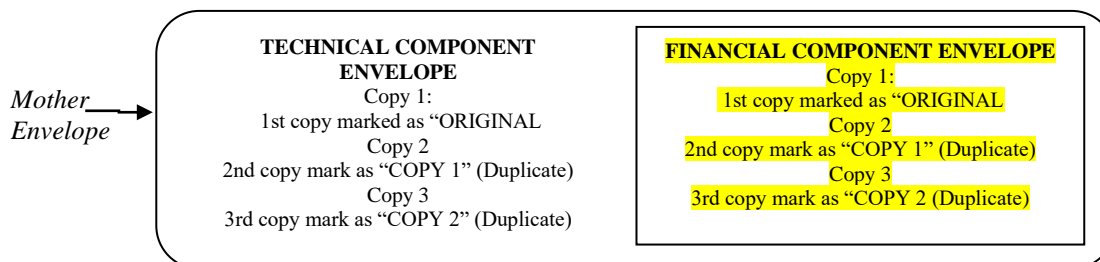 Mother
Envelope
TECHNICAL COMPONENT
ENVELOPE
Copy 1:
1st copy marked as “ORIGINAL
Copy 2
2nd copy mark as “COPY 1” (Duplicate)
Copy 3
3rd copy mark as “COPY 2” (Duplicate)
FINANCIAL COMPONENT ENVELOPE
Copy 1:
1st copy marked as “ORIGINAL
Copy 2
2nd copy mark as “COPY 1” (Duplicate)
Copy 3
3rd copy mark as “COPY 2 (Duplicate)